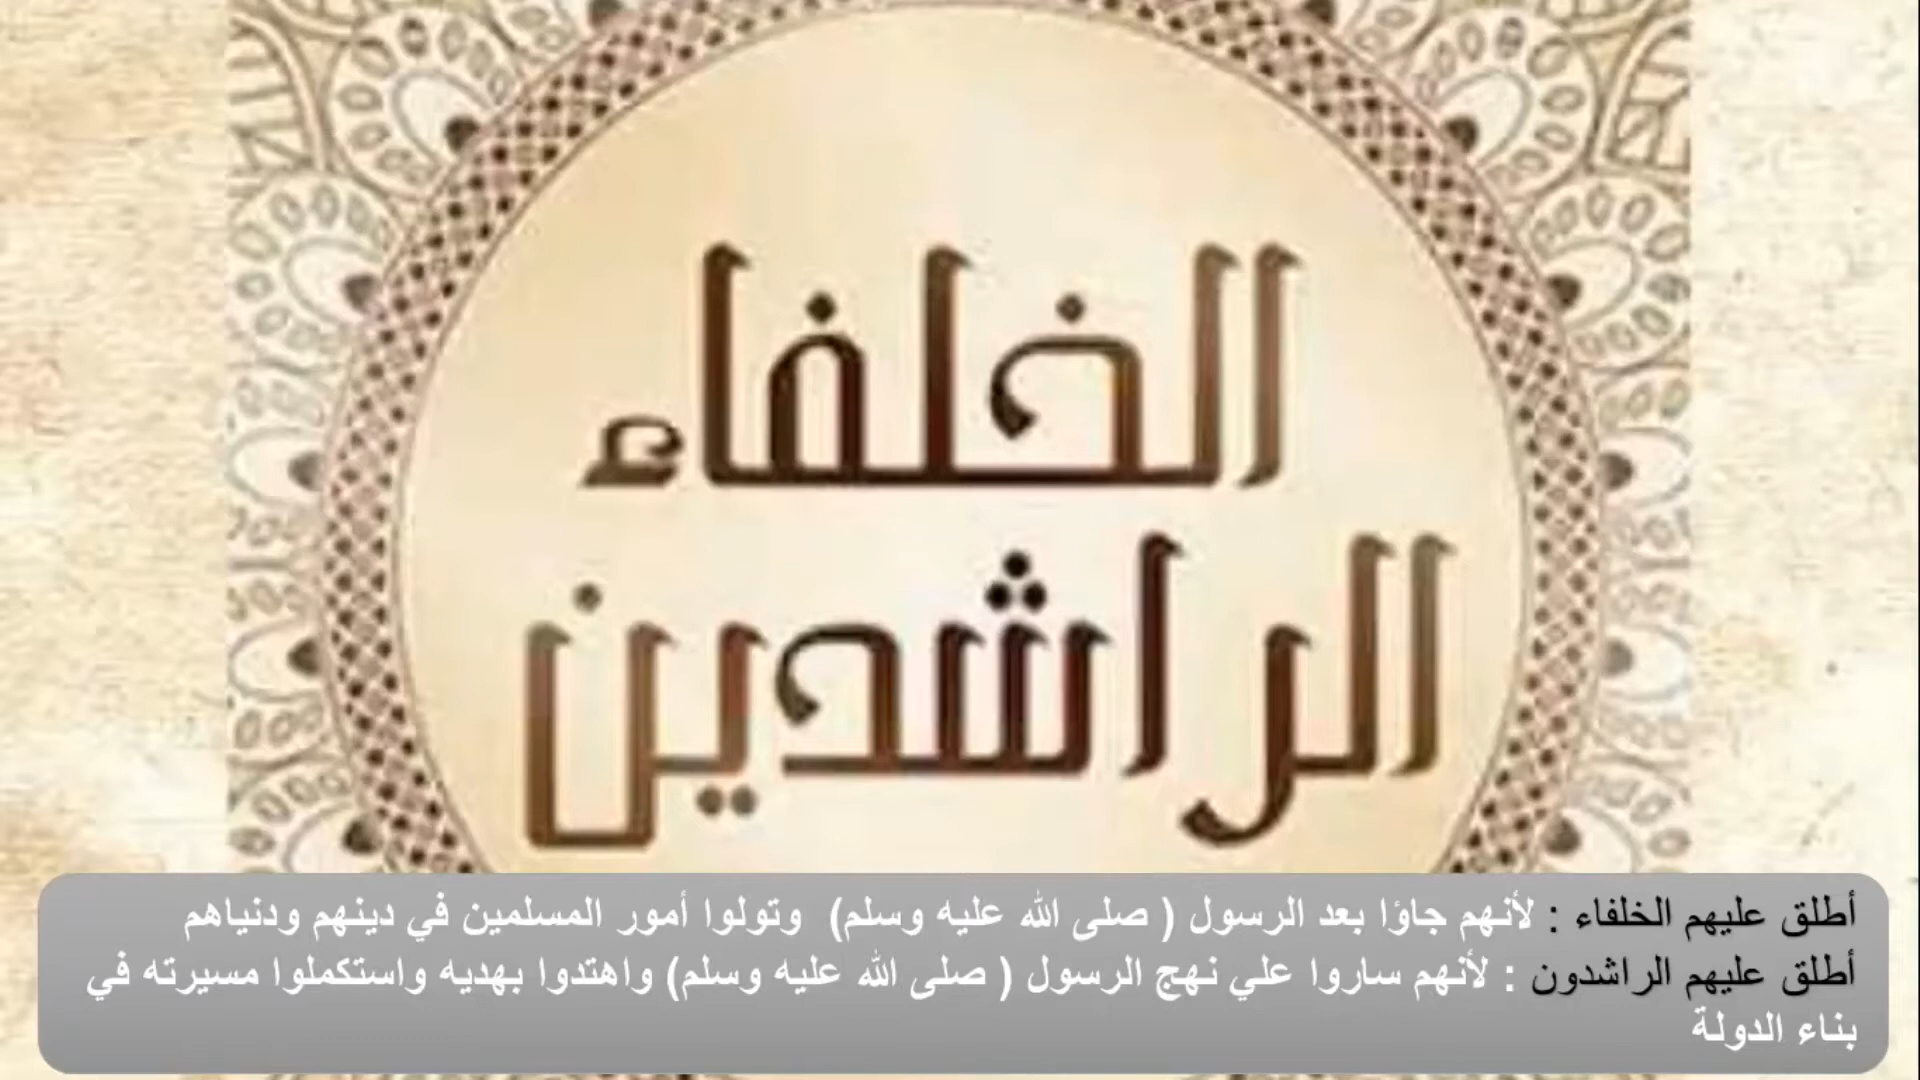 الخلفاء
الراشدين
أطلق عليهم الخلفاء : لأنهم جاؤا بعد الرسول ( صلى الله عليه وسلم) وتولوا أمور المسلمين في دينهم ودنياهم
أطلق عليهم الراشدون : لأنهم ساروا علي نهج الرسول ( صلى الله عليه وسلم) واهتدوا بهديه واستكملوا مسيرته في
بناء الدولة